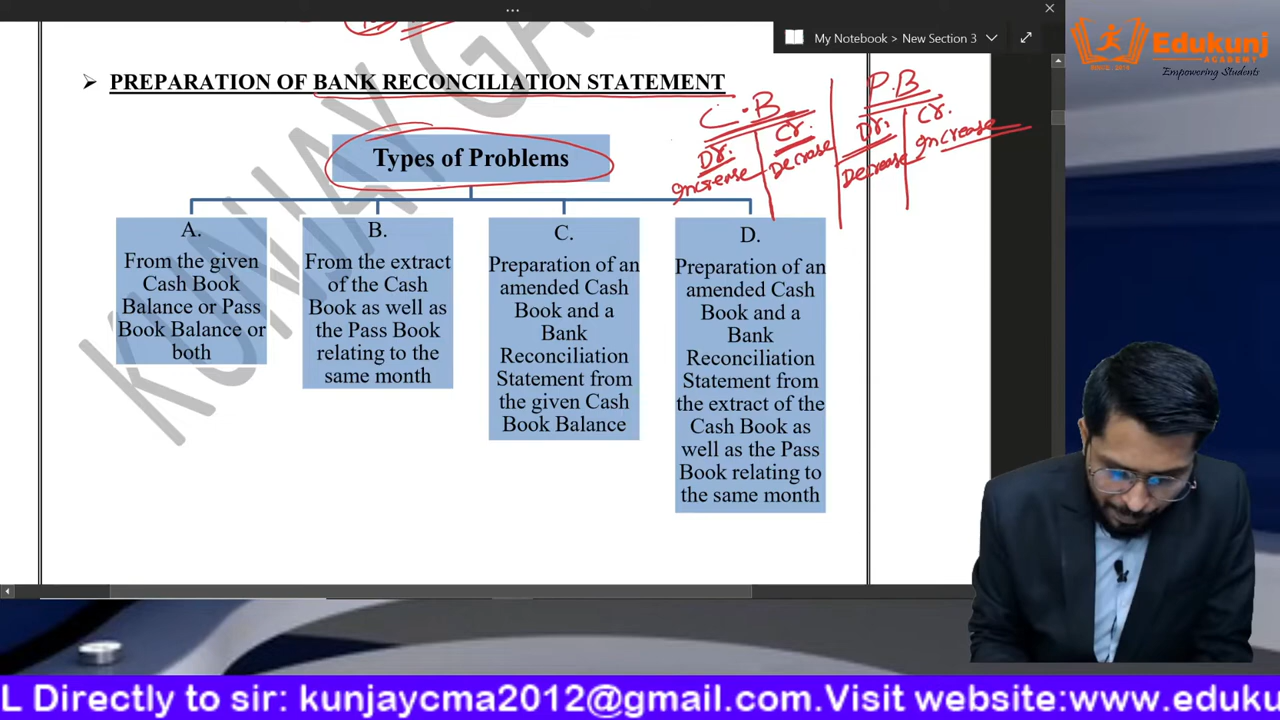 My Notebook > New Section 3
Edukunj
ACADEMY
Empowering Students
➤ PREPARATION OF BANK RECONCILIATION STATEMENT
C.B
P.B
Dr.
Cr.
Dr.
Cr.
Increase
Decrease
Decrease
Increase
Types of Problems
A.
From the given
Cash Book
Balance or Pass
Book Balance or
both
B.
From the extract
of the Cash
Book as well as
the Pass Book
relating to the
same month
C.
Preparation of an
amended Cash
Book and a
Bank
Reconciliation
Statement from
the given Cash
Book Balance
D.
Preparation of an
amended Cash
Book and a
Bank
Reconciliation
Statement from
the extract of the
Cash Book as
well as the Pass
Book relating to
the same month
KUNJAY GA
L Directly to sir: kunjaycma2012@gmail.com.Visit website:www.eduku